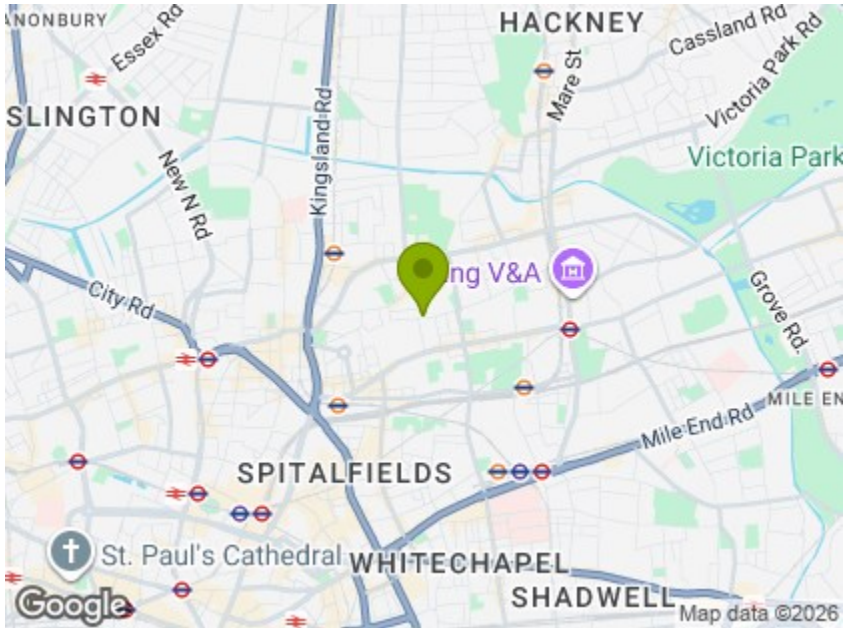 ANONBURY
Essex Rd
HACKNEY
Cassland Rd
Mare St
Victoria Park Rd
SLINGTON
New N Rd
Kingsland Rd
Victoria Park
ng V&A
City Rd
Grove Rd.
MILE EN
Mile End Rd
SPITALFIELDS
St. Paul's Cathedral
WHITECHAPEL
SHADWELL
Google
Map data ©2026